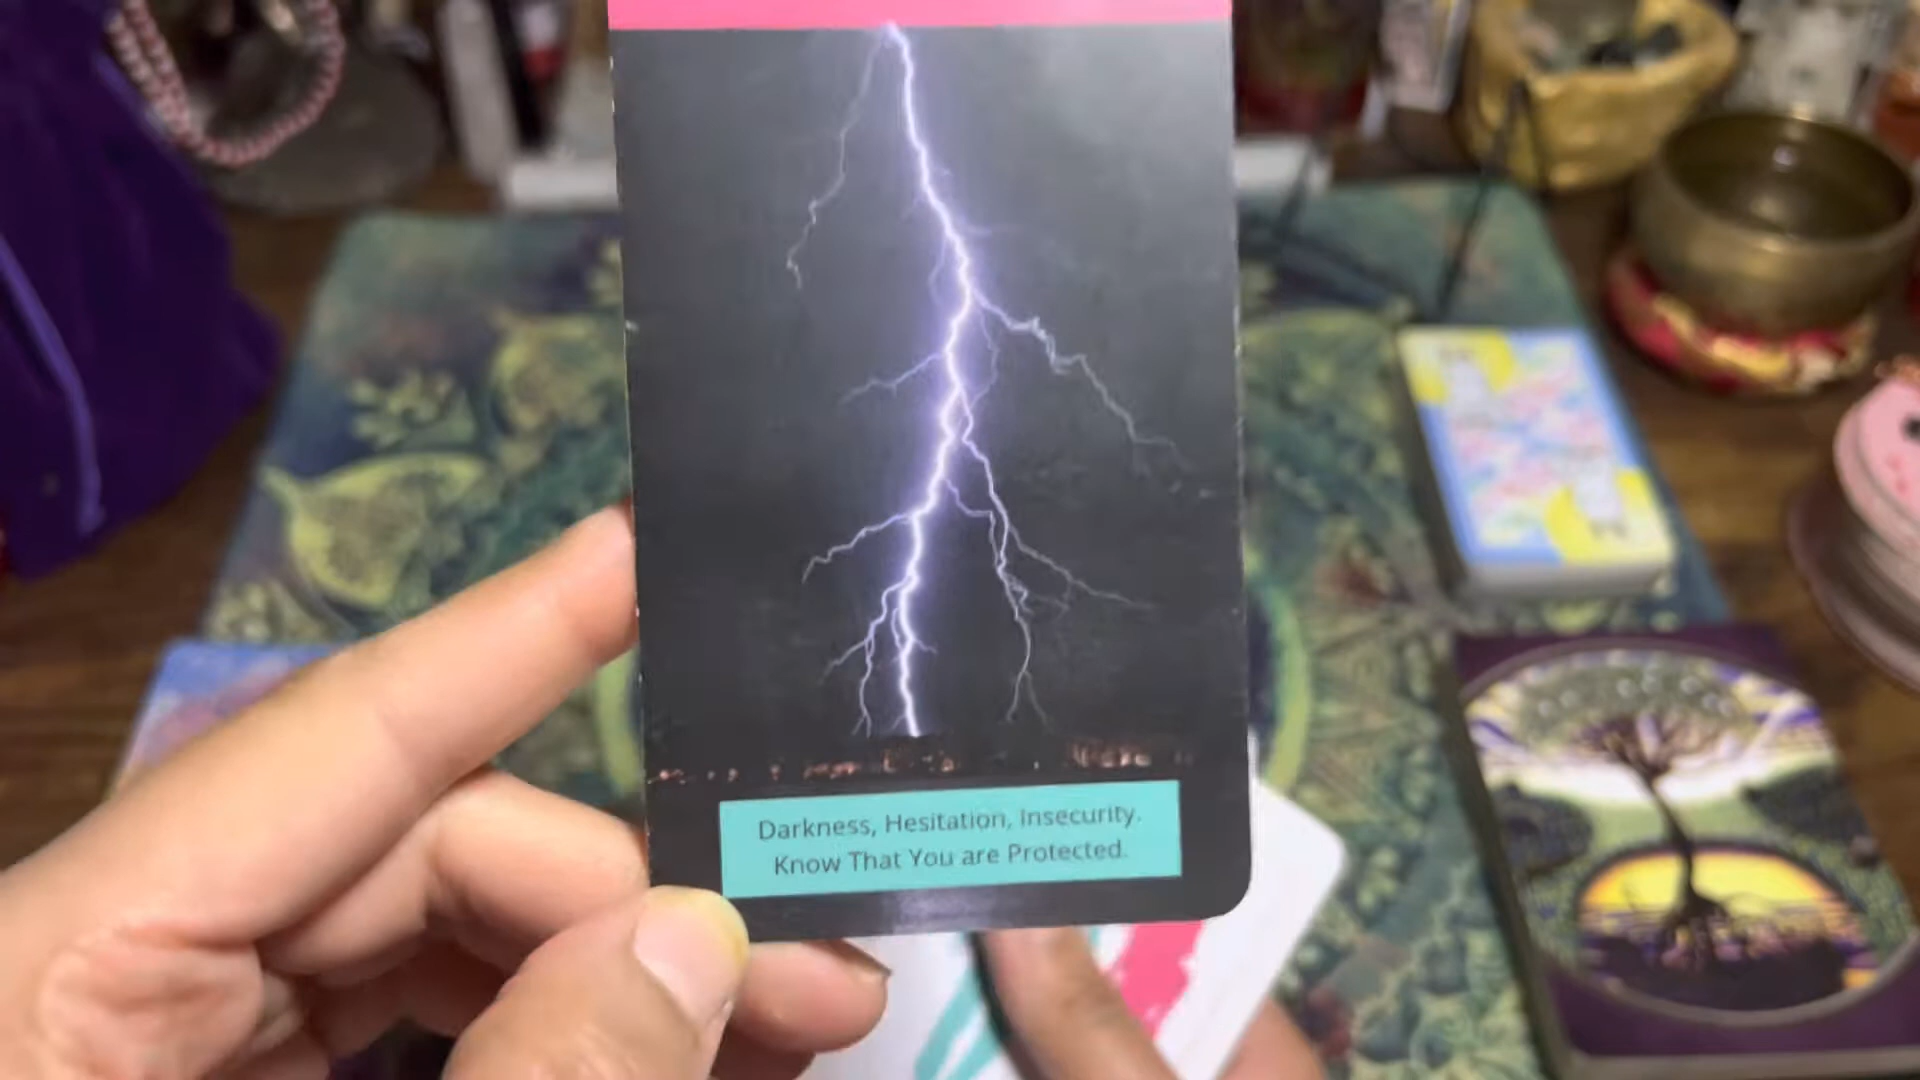 Darkness, Hesitation, Insecurity.
Know That You are Protected.